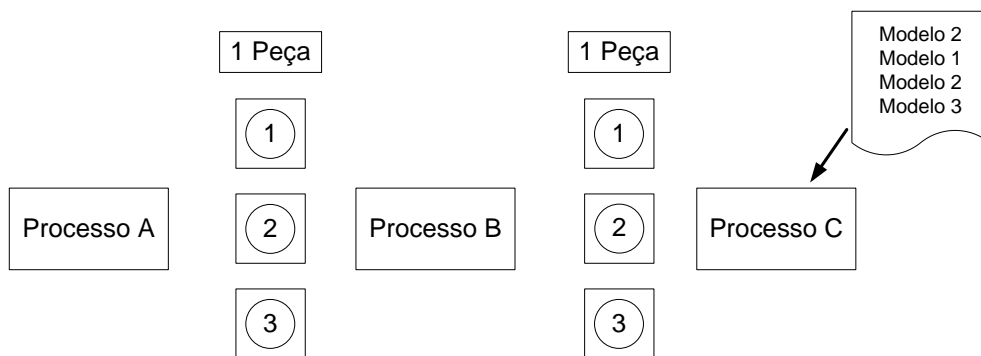 1 Peça
1 Peça
Modelo 2
Modelo 1
Modelo 2
Modelo 3
1
1
Processo A
2
Processo B
2
Processo C
3
3